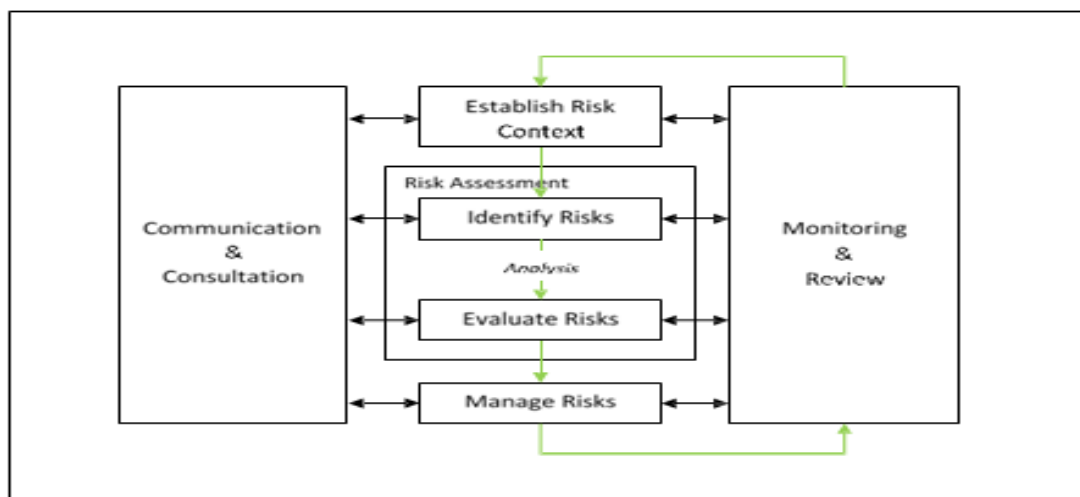 Establish Risk
Context
Risk Assessment
Identify Risks
Communication
&
Consultation
Monitoring
&
Review
Analysis
Evaluate Risks
Manage Risks